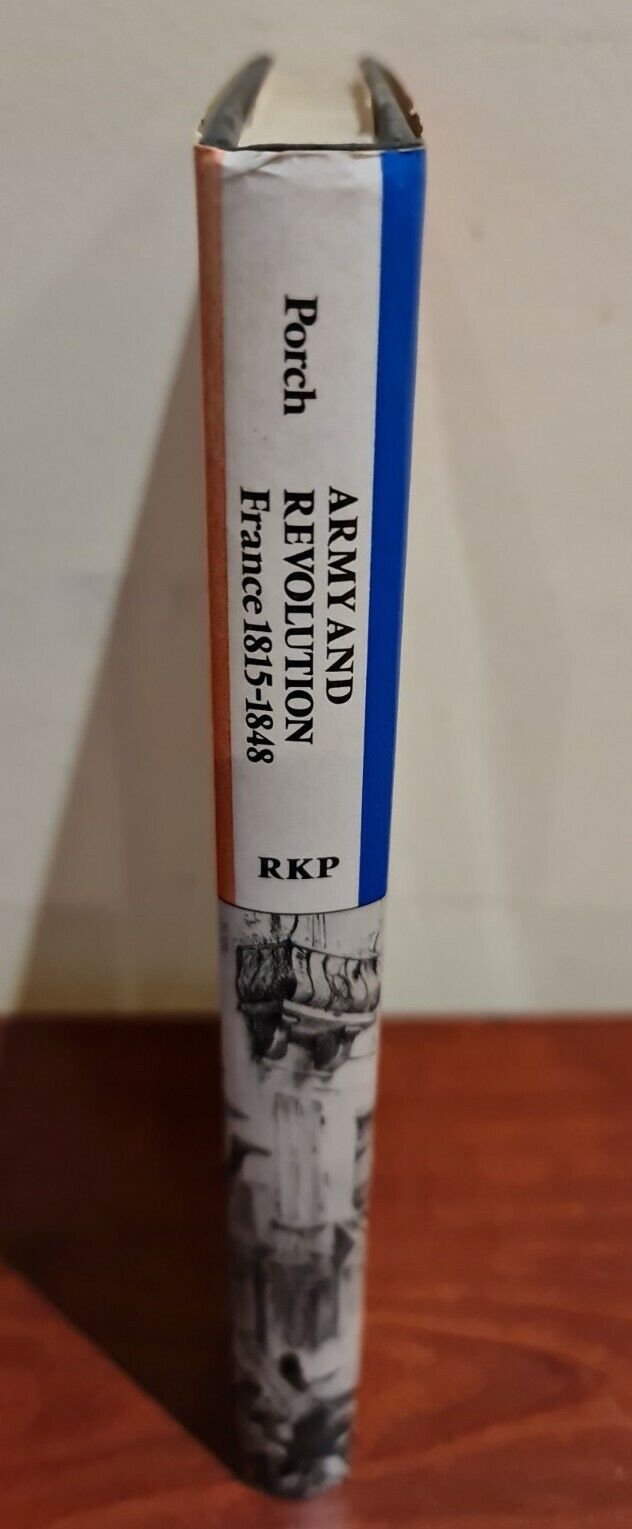 Porch
ARMY AND
REVOLUTION
France 1815-1848
RKP